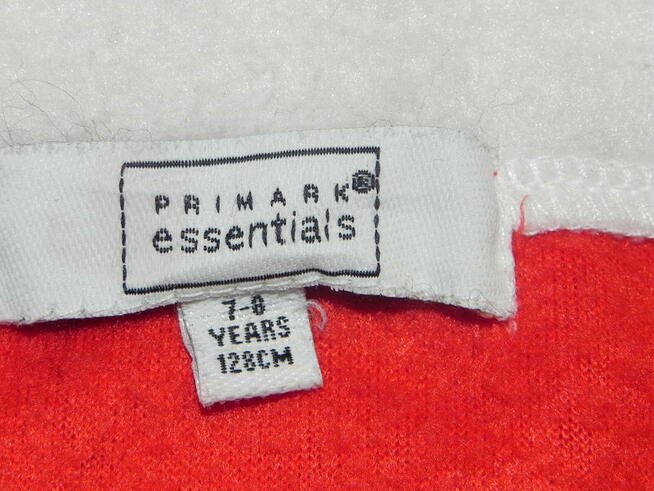 PRIMARK®
essentials
7-8
YEARS
128CM